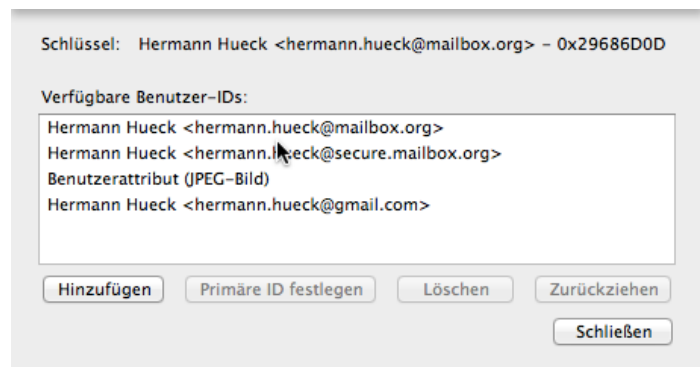 Schlüssel: Hermann Hueck <hermann.hueck@mailbox.org> – 0x29686D0D
Verfügbare Benutzer-IDs:
Hermann Hueck <hermann.hueck@mailbox.org>
Hermann Hueck <hermann.hueck@secure.mailbox.org>
Benutzerattribut (JPEG-Bild)
Hermann Hueck <hermann.hueck@gmail.com>
Hinzufügen Primäre ID festlegen Löschen Zurückziehen
Schließen